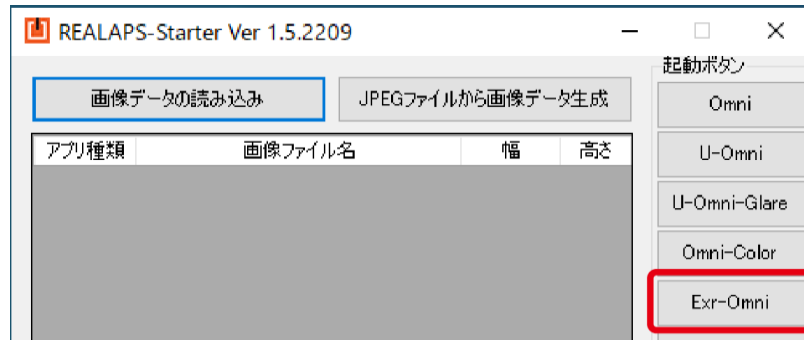 REALAPS-Starter Ver 1.5.2209
起動ボタン
画像データの読み込み
JPEGファイルから画像データ生成
Omni
アプリ種類 画像ファイル名 幅 高さ
U-Omni
U-Omni-Glare
Omni-Color
Exr-Omni